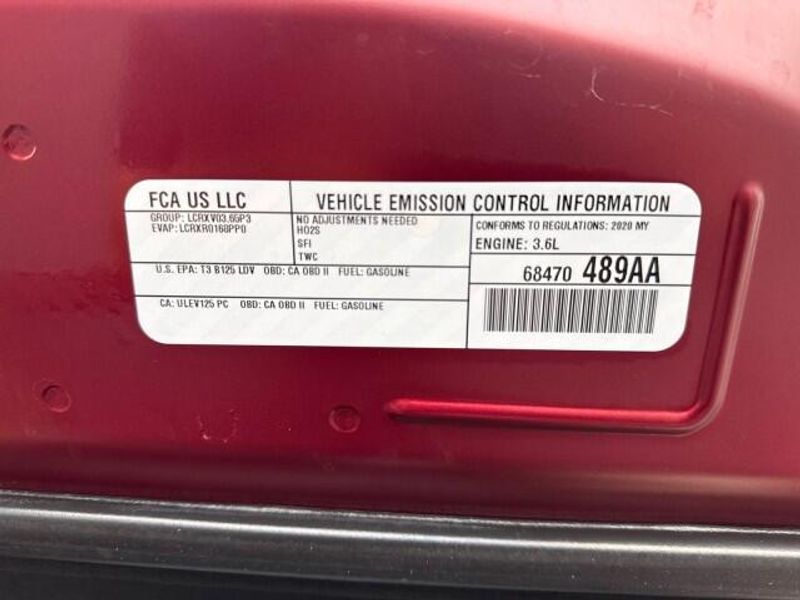 FCA US LLC
VEHICLE EMISSION CONTROL INFORMATION
GROUP: LCRXV03.65P3
EVAP: LCRXR0160PP0
NO ADJUSTMENTS NEEDED
HO2S
SFI
TWC
CONFORMS TO REGULATIONS: 2020 MY
ENGINE: 3.6L
U.S. EPA: T3 B125 LDV OBD: CA OBD II FUEL: GASOLINE
CA: ULEV125 PC OBD: CA OBD II FUEL: GASOLINE
68470 489AA